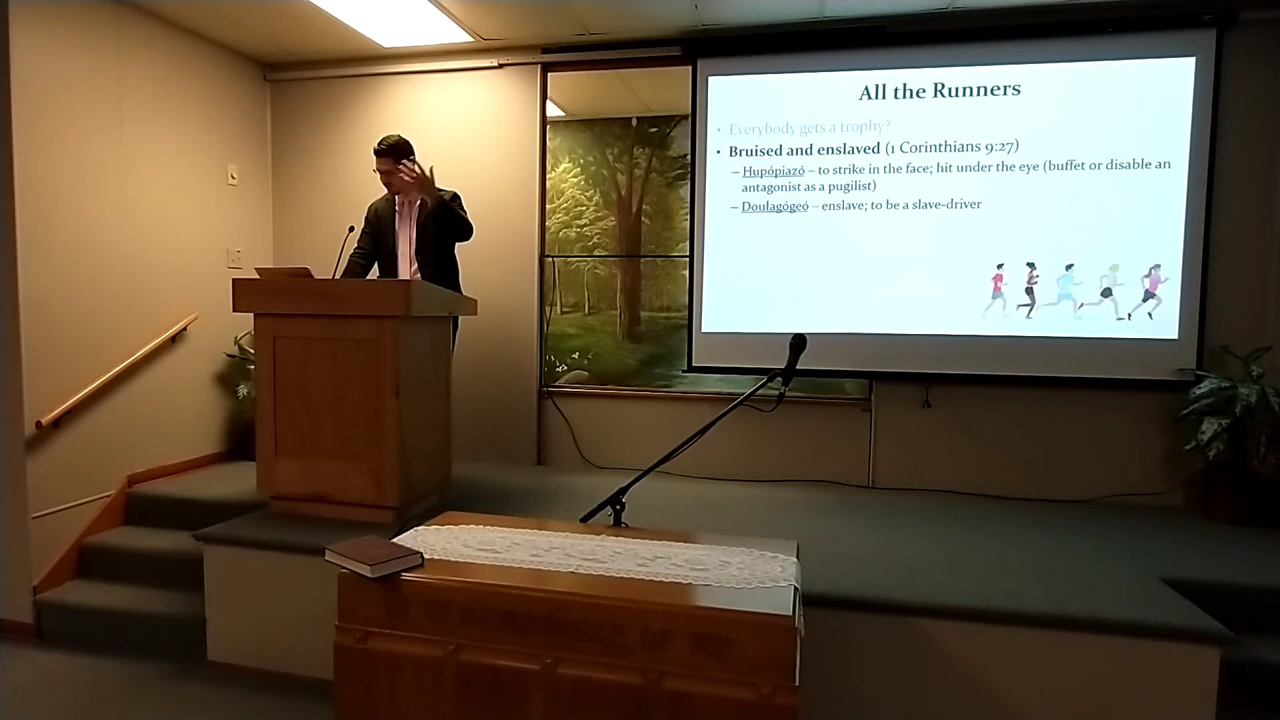 All the Runners
• Everybody gets a trophy?
• Bruised and enslaved (1 Corinthians 9:27)
– Hupópiazó – to strike in the face; hit under the eye (buffet or disable an
antagonist as a pugilist)
– Doulagógeó – enslave; to be a slave-driver